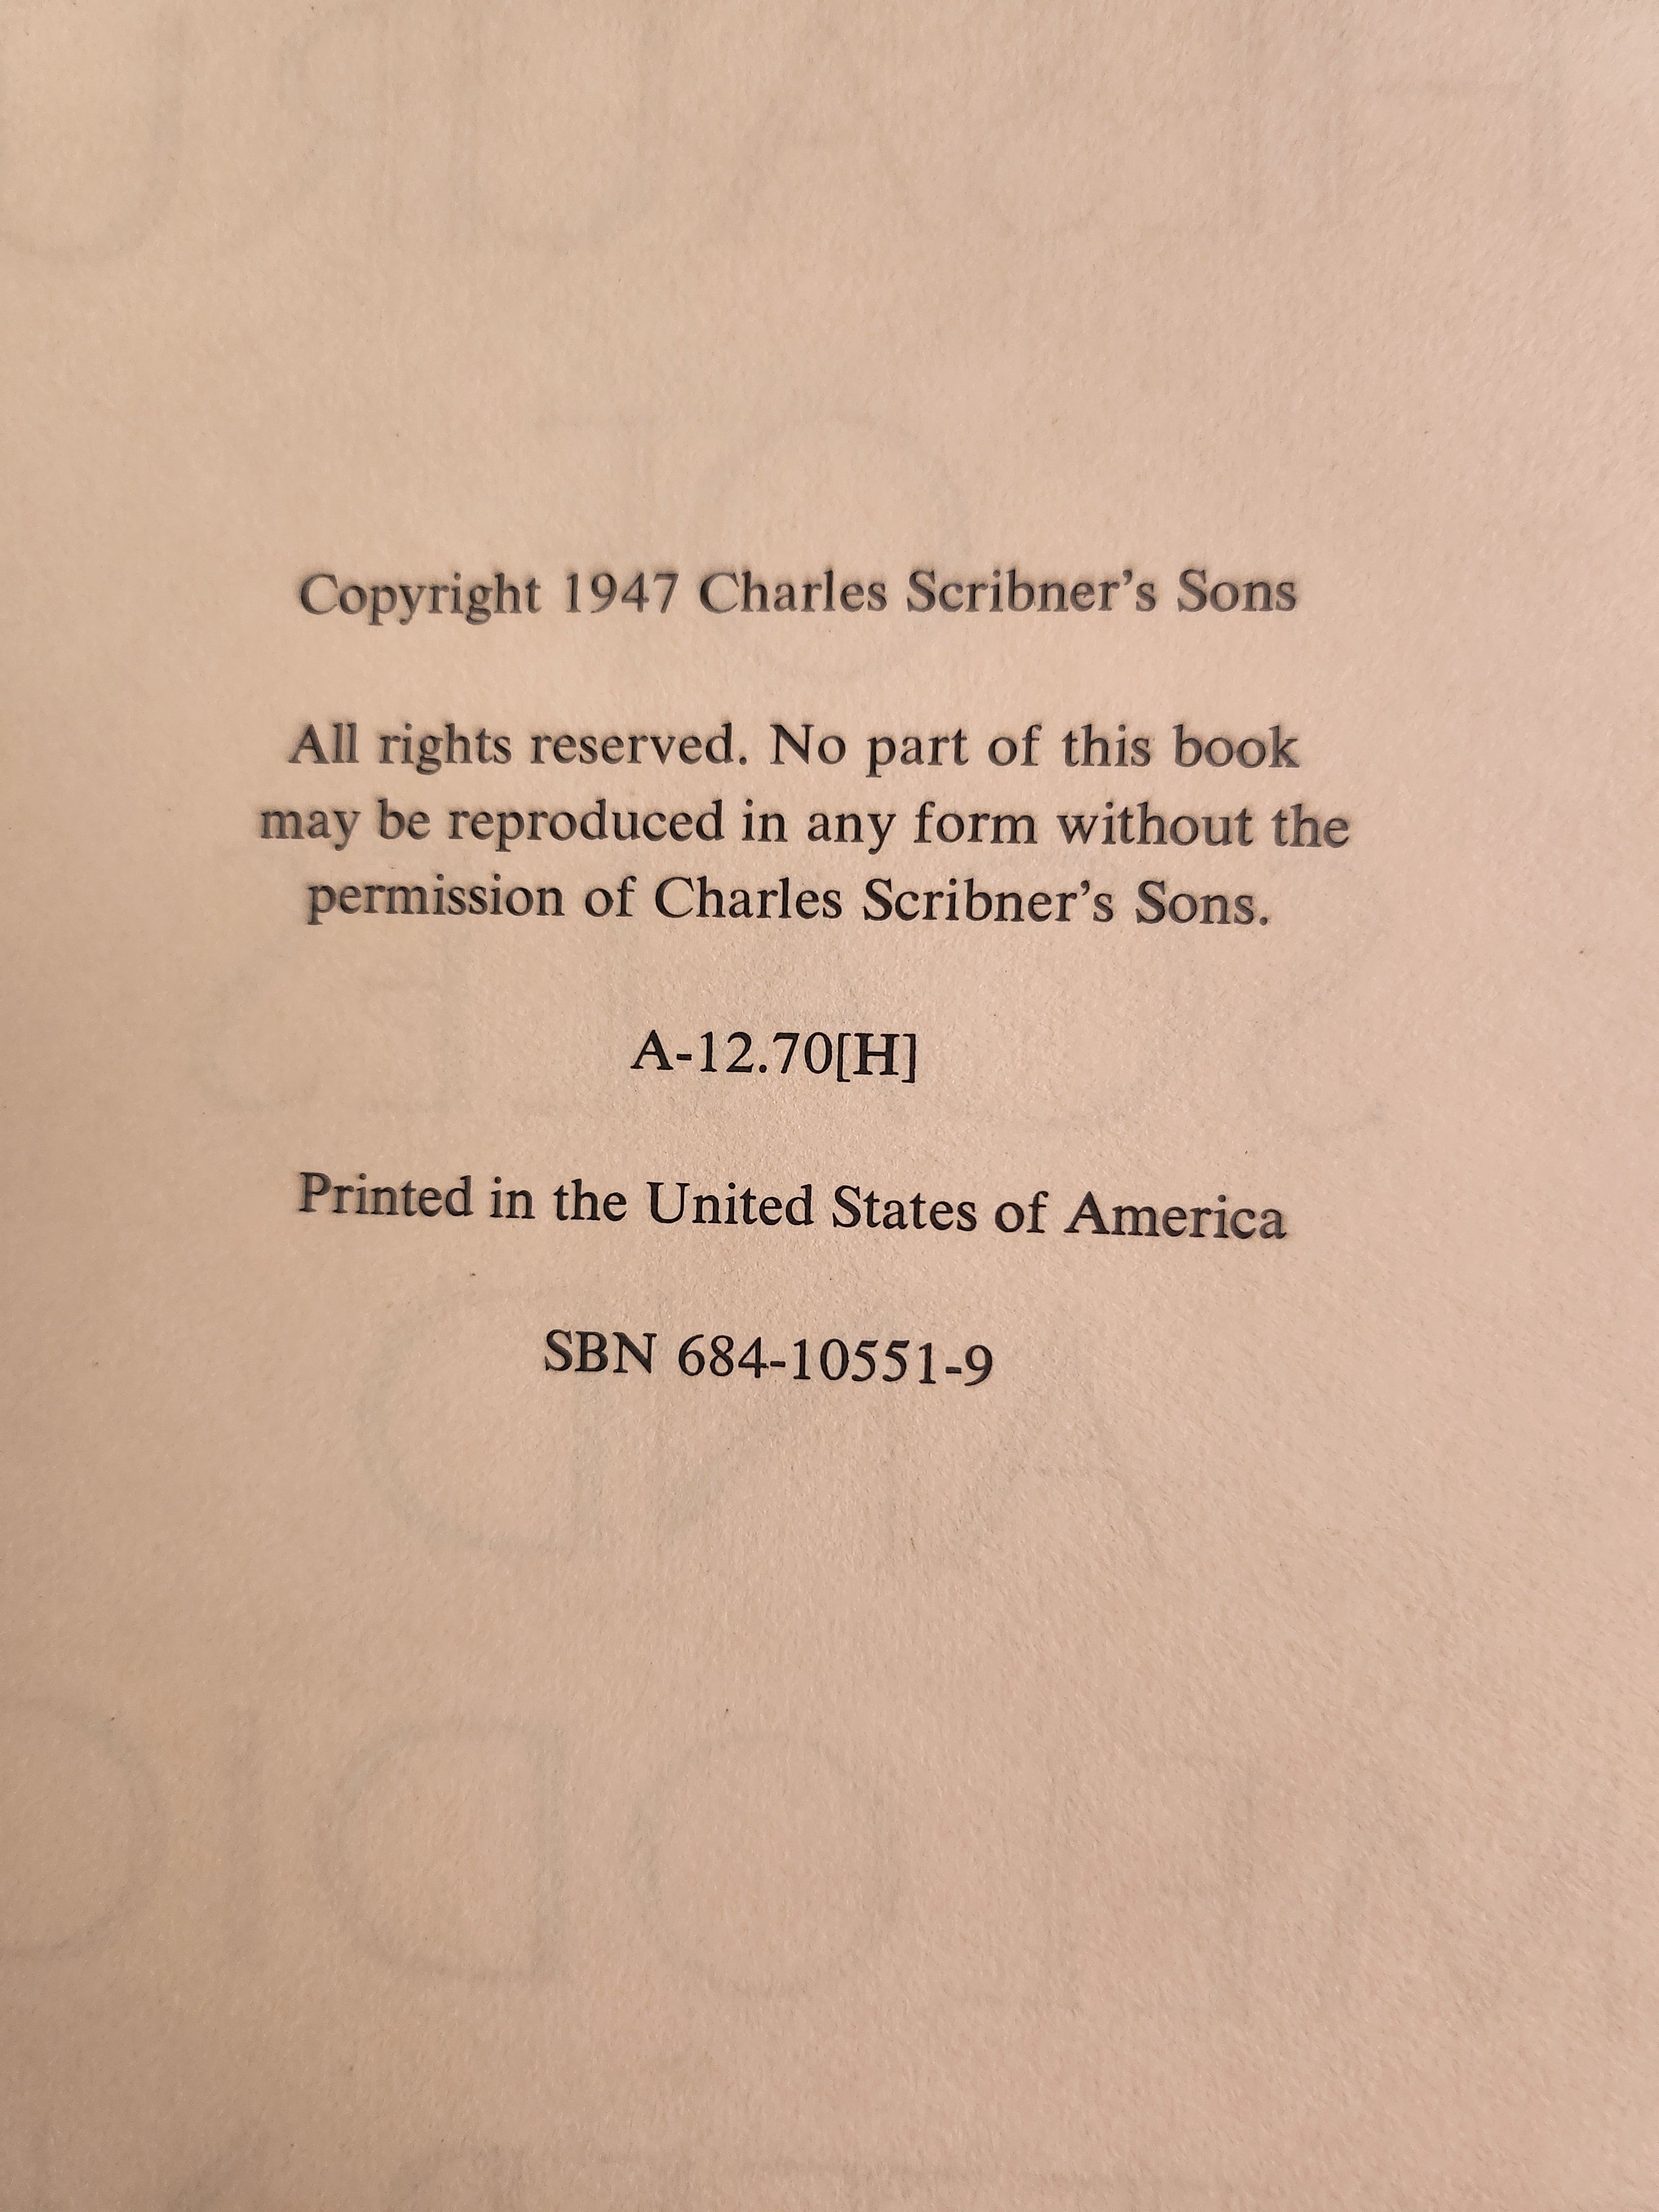 Copyright 1947 Charles Scribner's Sons
All rights reserved. No part of this book
may be reproduced in any form without the
permission of Charles Scribner's Sons.
A-12.70[H]
Printed in the United States of America
SBN 684-10551-9